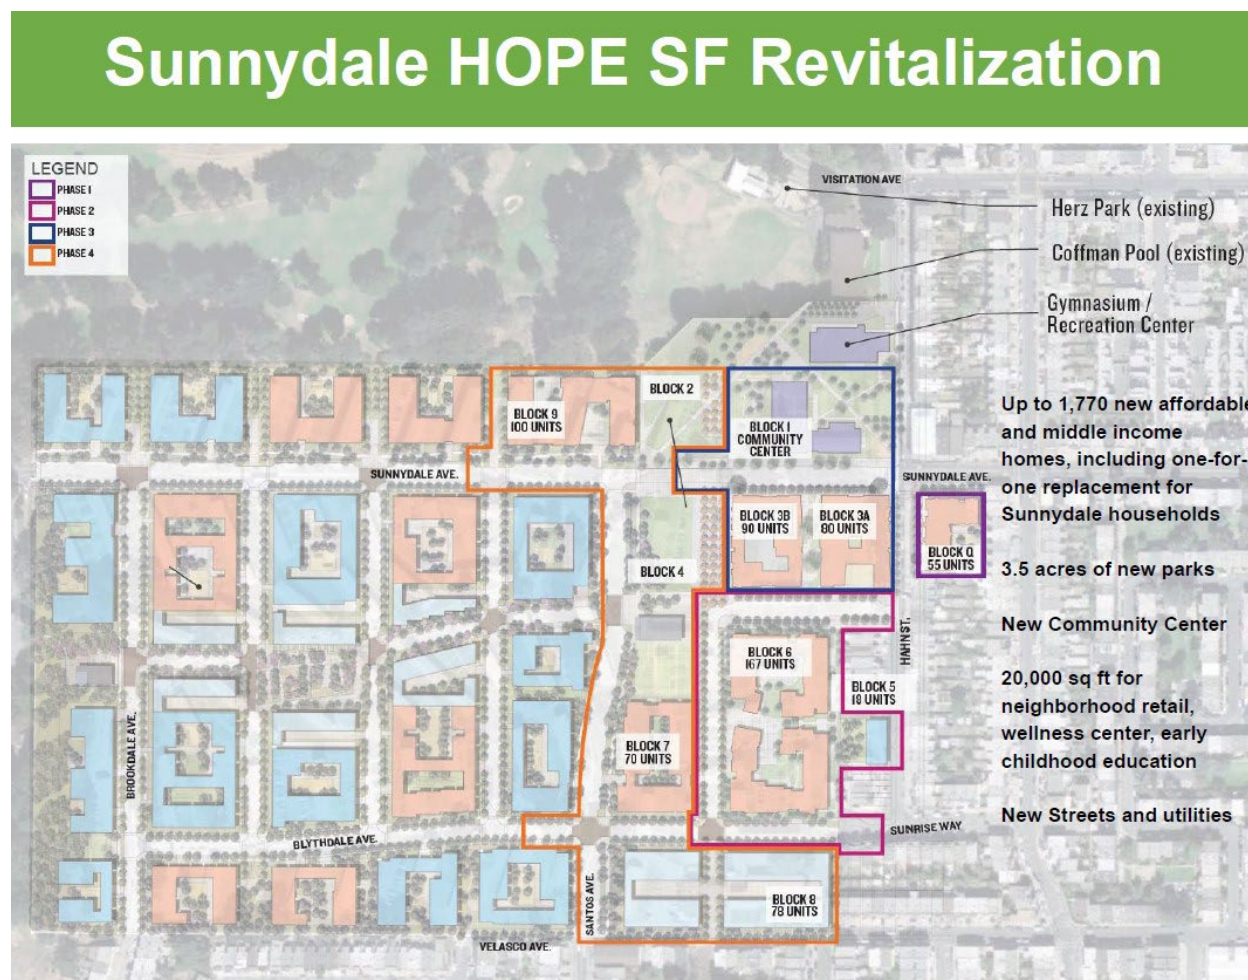 Sunnydale HOPE SF Revitalization
LEGEND
PHASE I
PHASE 2
PHASE 3
PHASE 4
VISITATION AVE
Herz Park (existing)
Coffman Pool (existing)
Gymnasium /
Recreation Center
BLOCK 2
BLOCK 9
100 UNITS
BLOCK I
COMMUNITY
CENTER
SUNNYDALE AVE.
SUNNYDALE AVE.
BLOCK 3B
90 UNITS
BLOCK 3A
80 UNITS
BLOCK Q
55 UNITS
BLOCK 4
HAHN ST.
BLOCK 6
167 UNITS
BLOCK 5
18 UNITS
BLOCK 7
70 UNITS
BROOKDALE AVE.
BLYTHDALE AVE.
SUNRISE WAY
SANTOS AVE.
BLOCK 8
78 UNITS
VELASCO AVE.
Up to 1,770 new affordable
and middle income
homes, including one-for-
one replacement for
Sunnydale households
3.5 acres of new parks
New Community Center
20,000 sq ft for
neighborhood retail,
wellness center, early
childhood education
New Streets and utilities